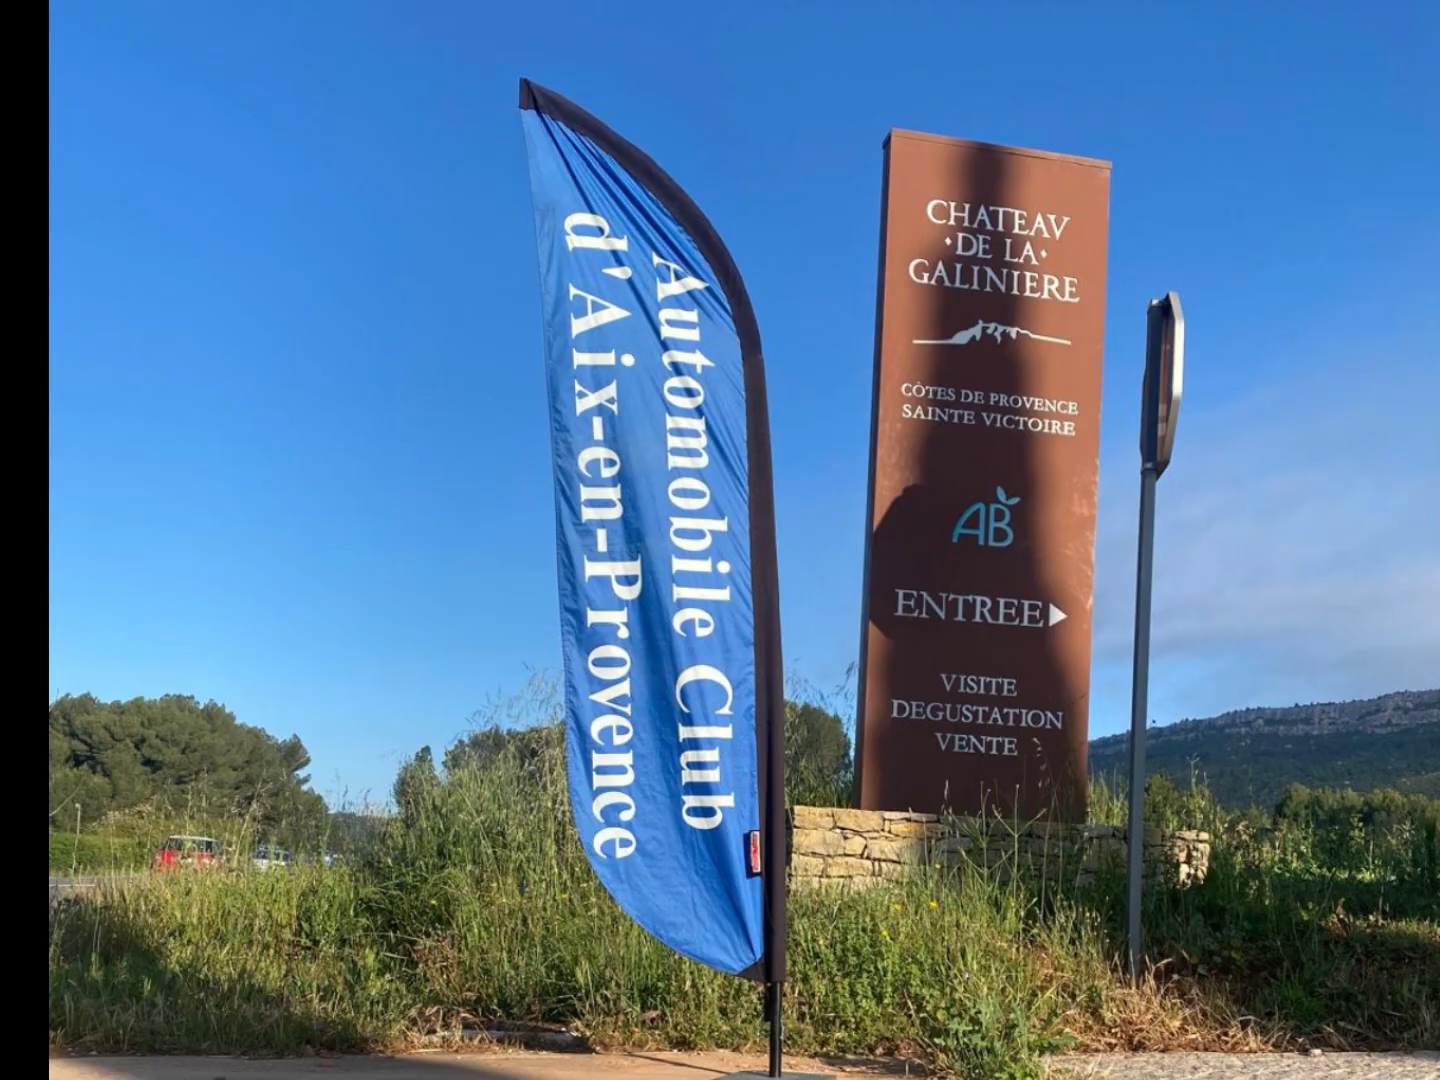 Automobile Club
d'Aix-en-Provence
CHATEAV
·DE LA·
GALINIERE
CÔTES DE PROVENCE
SAINTE VICTOIRE
AB
ENTREE
VISITE
DEGUSTATION
VENTE